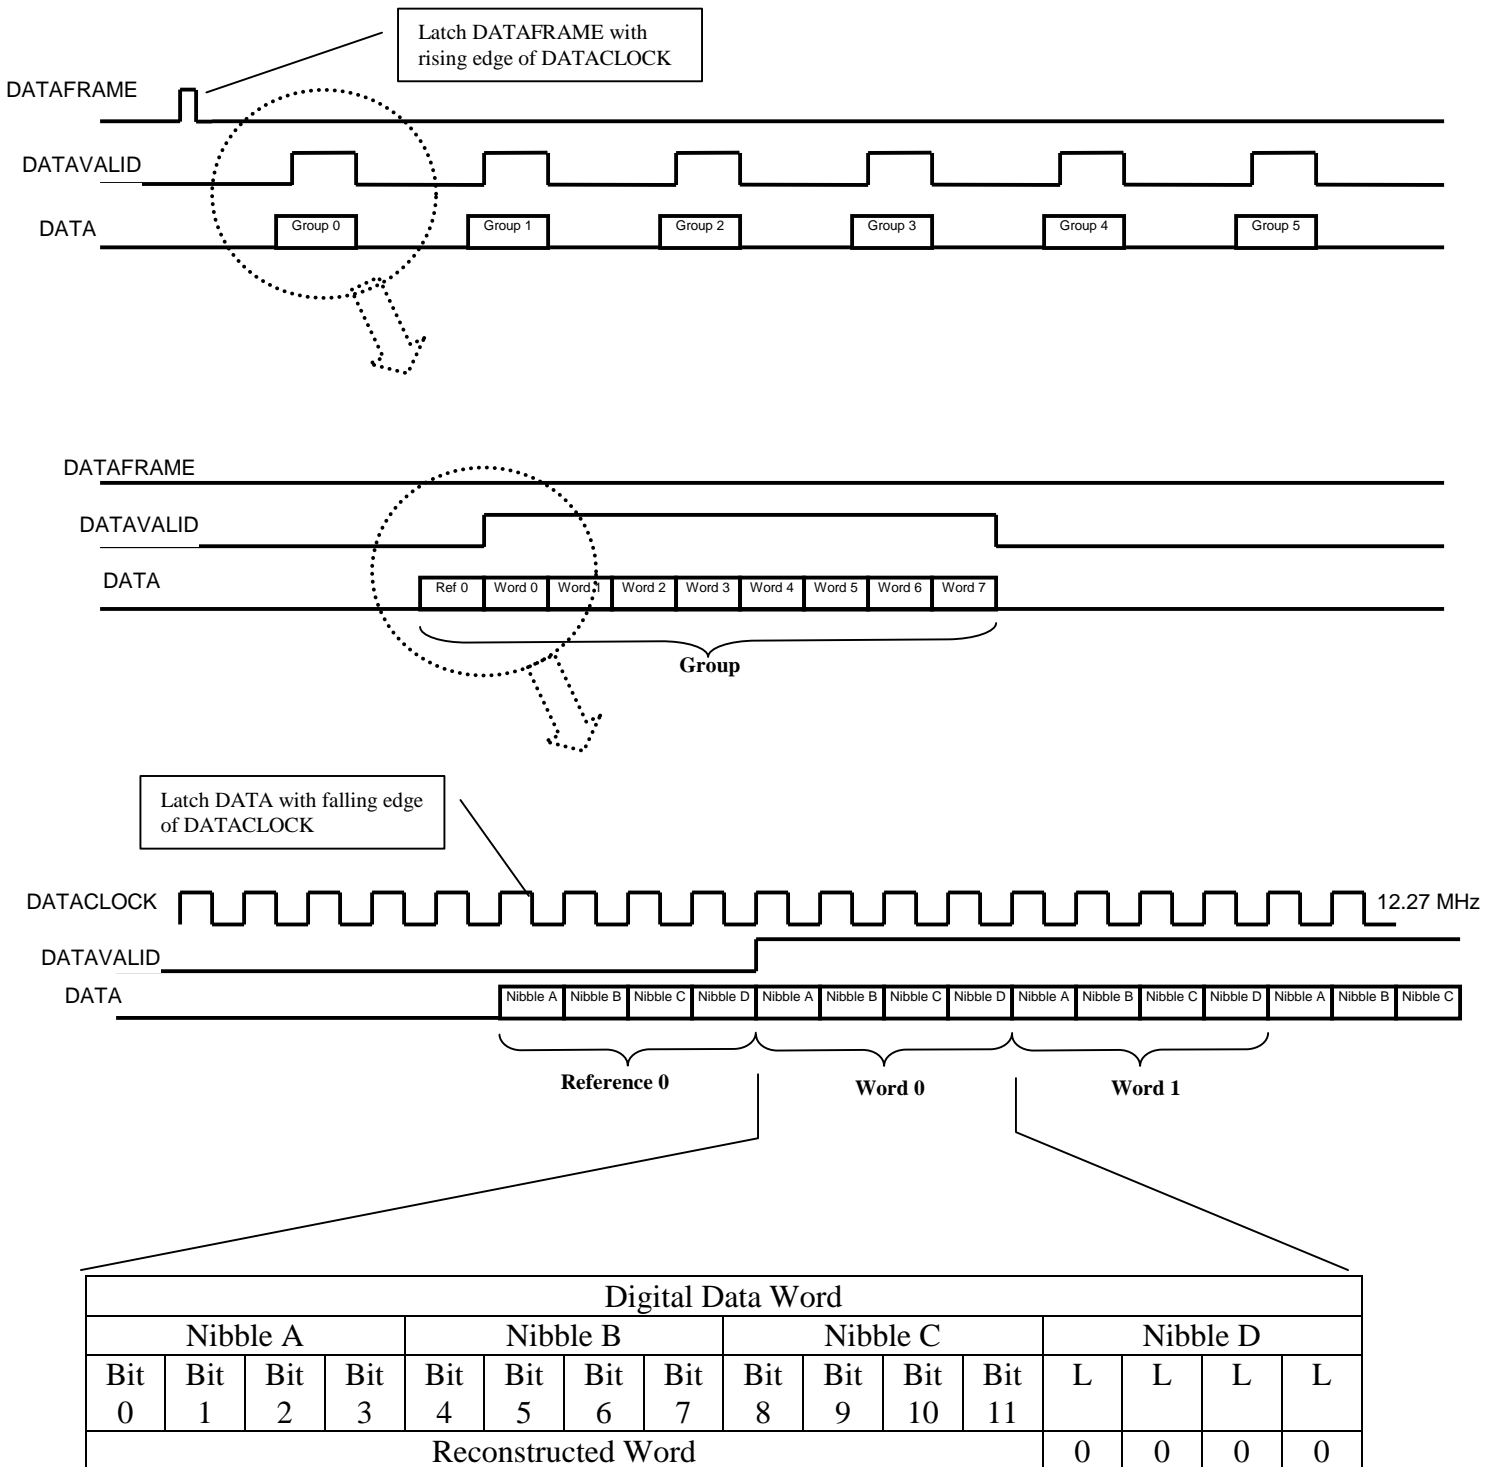 Latch DATAFRAME with
rising edge of DATACLOCK
DATAFRAME
DATAVALID
DATA
Group 0
Group 1
Group 2
Group 3
Group 4
Group 5
DATAFRAME
DATAVALID
DATA
Ref 0 Word 0 Word 1 Word 2 Word 3 Word 4 Word 5 Word 6 Word 7
Group
Latch DATA with falling edge
of DATACLOCK
DATACLOCK
12.27 MHz
DATAVALID
DATA
Nibble A Nibble B Nibble C Nibble D Nibble A Nibble B Nibble C Nibble D Nibble A Nibble B Nibble C Nibble D Nibble A Nibble B Nibble C
Reference 0
Word 0
Word 1
Digital Data Word
Nibble A Nibble B Nibble C Nibble D
Bit Bit Bit Bit Bit Bit Bit Bit Bit Bit Bit Bit L L L L
0 1 2 3 4 5 6 7 8 9 10 11
Reconstructed Word 0 0 0 0